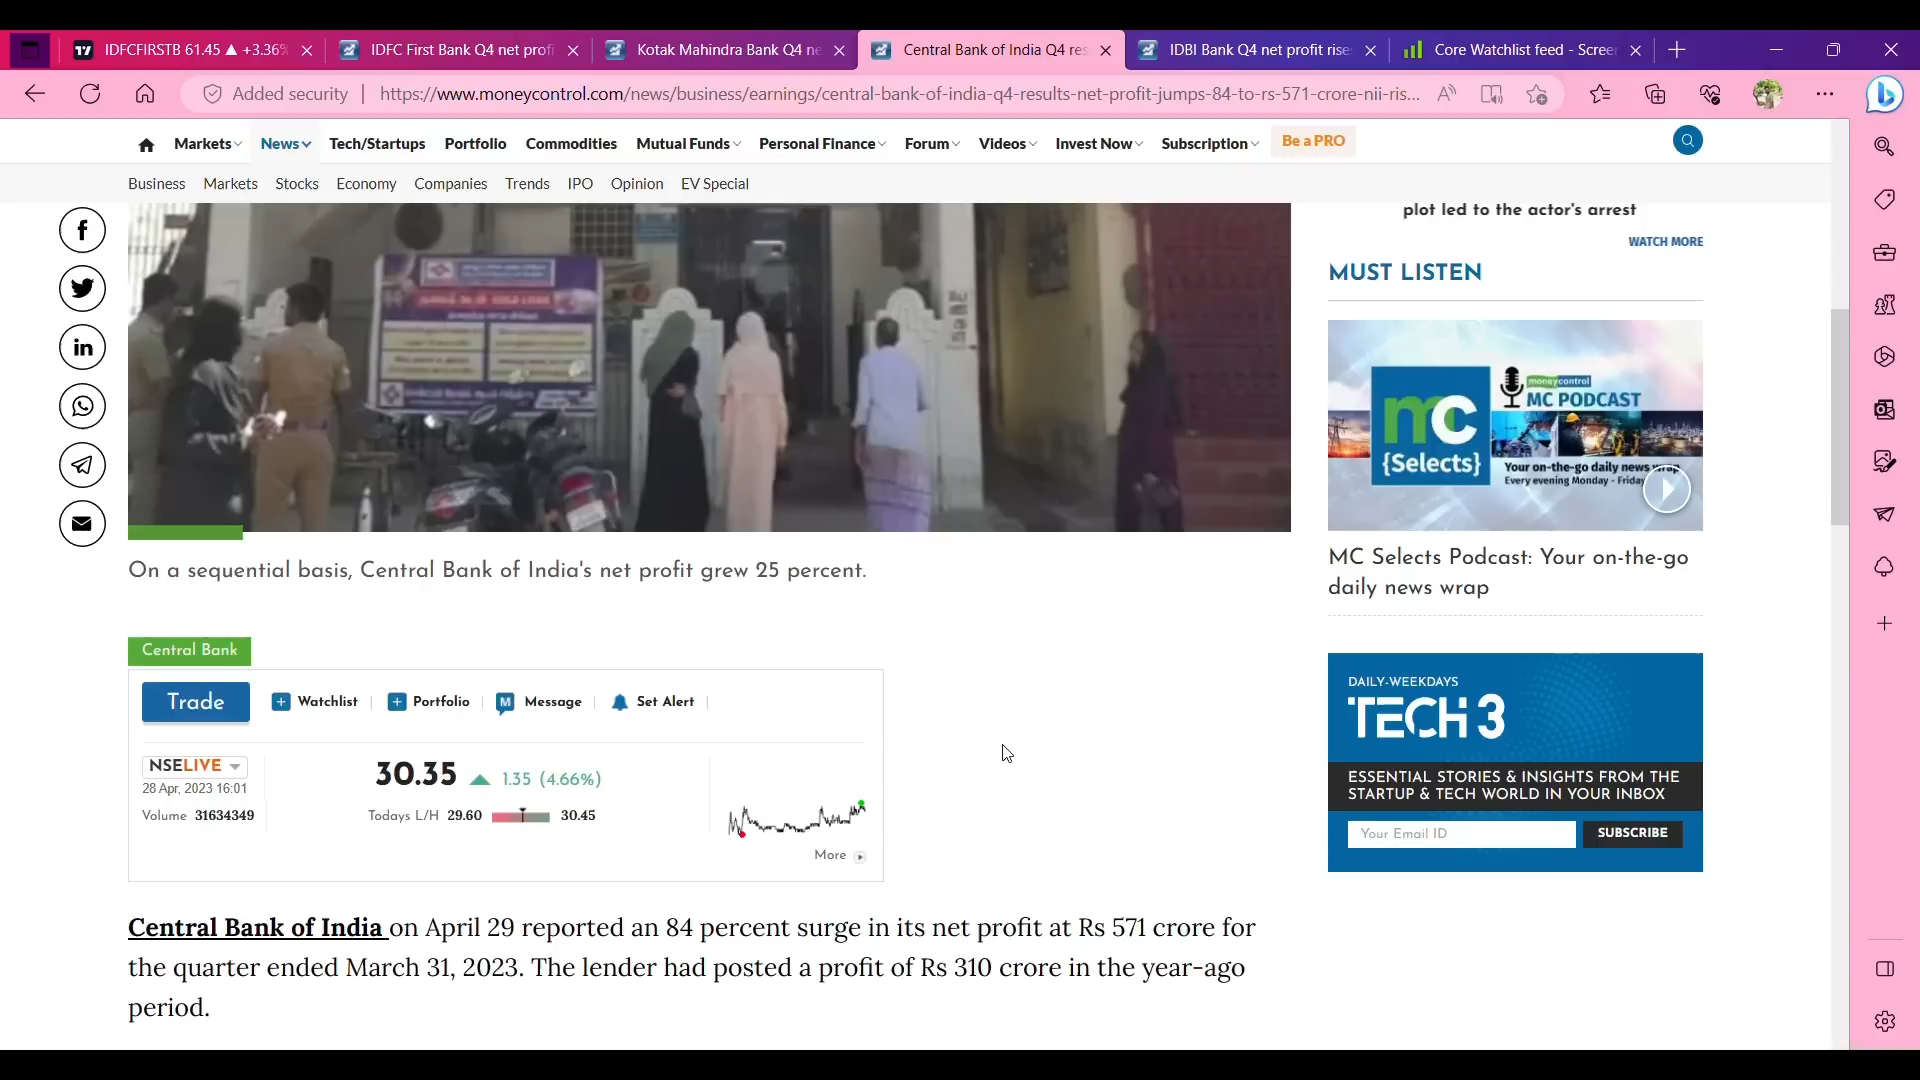 IDFCFIRSTB 61.45 ▲ +3.36%
IDFC First Bank Q4 net profi
Kotak Mahindra Bank Q4 ne
Central Bank of India Q4 res
IDBI Bank Q4 net profit rise
Core Watchlist feed - Scree
Added security
https://www.moneycontrol.com/news/business/earnings/central-bank-of-india-q4-results-net-profit-jumps-84-to-rs-571-crore-nii-ris...
Markets News Tech/Startups Portfolio Commodities Mutual Funds Personal Finance Forum Videos Invest Now Subscription Be a PRO
Business Markets Stocks Economy Companies Trends IPO Opinion EV Special
plot led to the actor's arrest
WATCH MORE
MUST LISTEN
moneycontrol
MC PODCAST
mc
{Selects}
Your on-the-go daily news wrap
Every evening Monday - Friday
MC Selects Podcast: Your on-the-go
daily news wrap
On a sequential basis, Central Bank of India's net profit grew 25 percent.
Central Bank
Trade
Watchlist
Portfolio
Message
Set Alert
NSELIVE
28 Apr, 2023 16:01
Volume 31634349
30.35 ▲ 1.35 (4.66%)
Todays L/H 29.60 30.45
More
DAILY-WEEKDAYS
TECH 3
ESSENTIAL STORIES & INSIGHTS FROM THE
STARTUP & TECH WORLD IN YOUR INBOX
Your Email ID
SUBSCRIBE
Central Bank of India on April 29 reported an 84 percent surge in its net profit at Rs 571 crore for
the quarter ended March 31, 2023. The lender had posted a profit of Rs 310 crore in the year-ago
period.